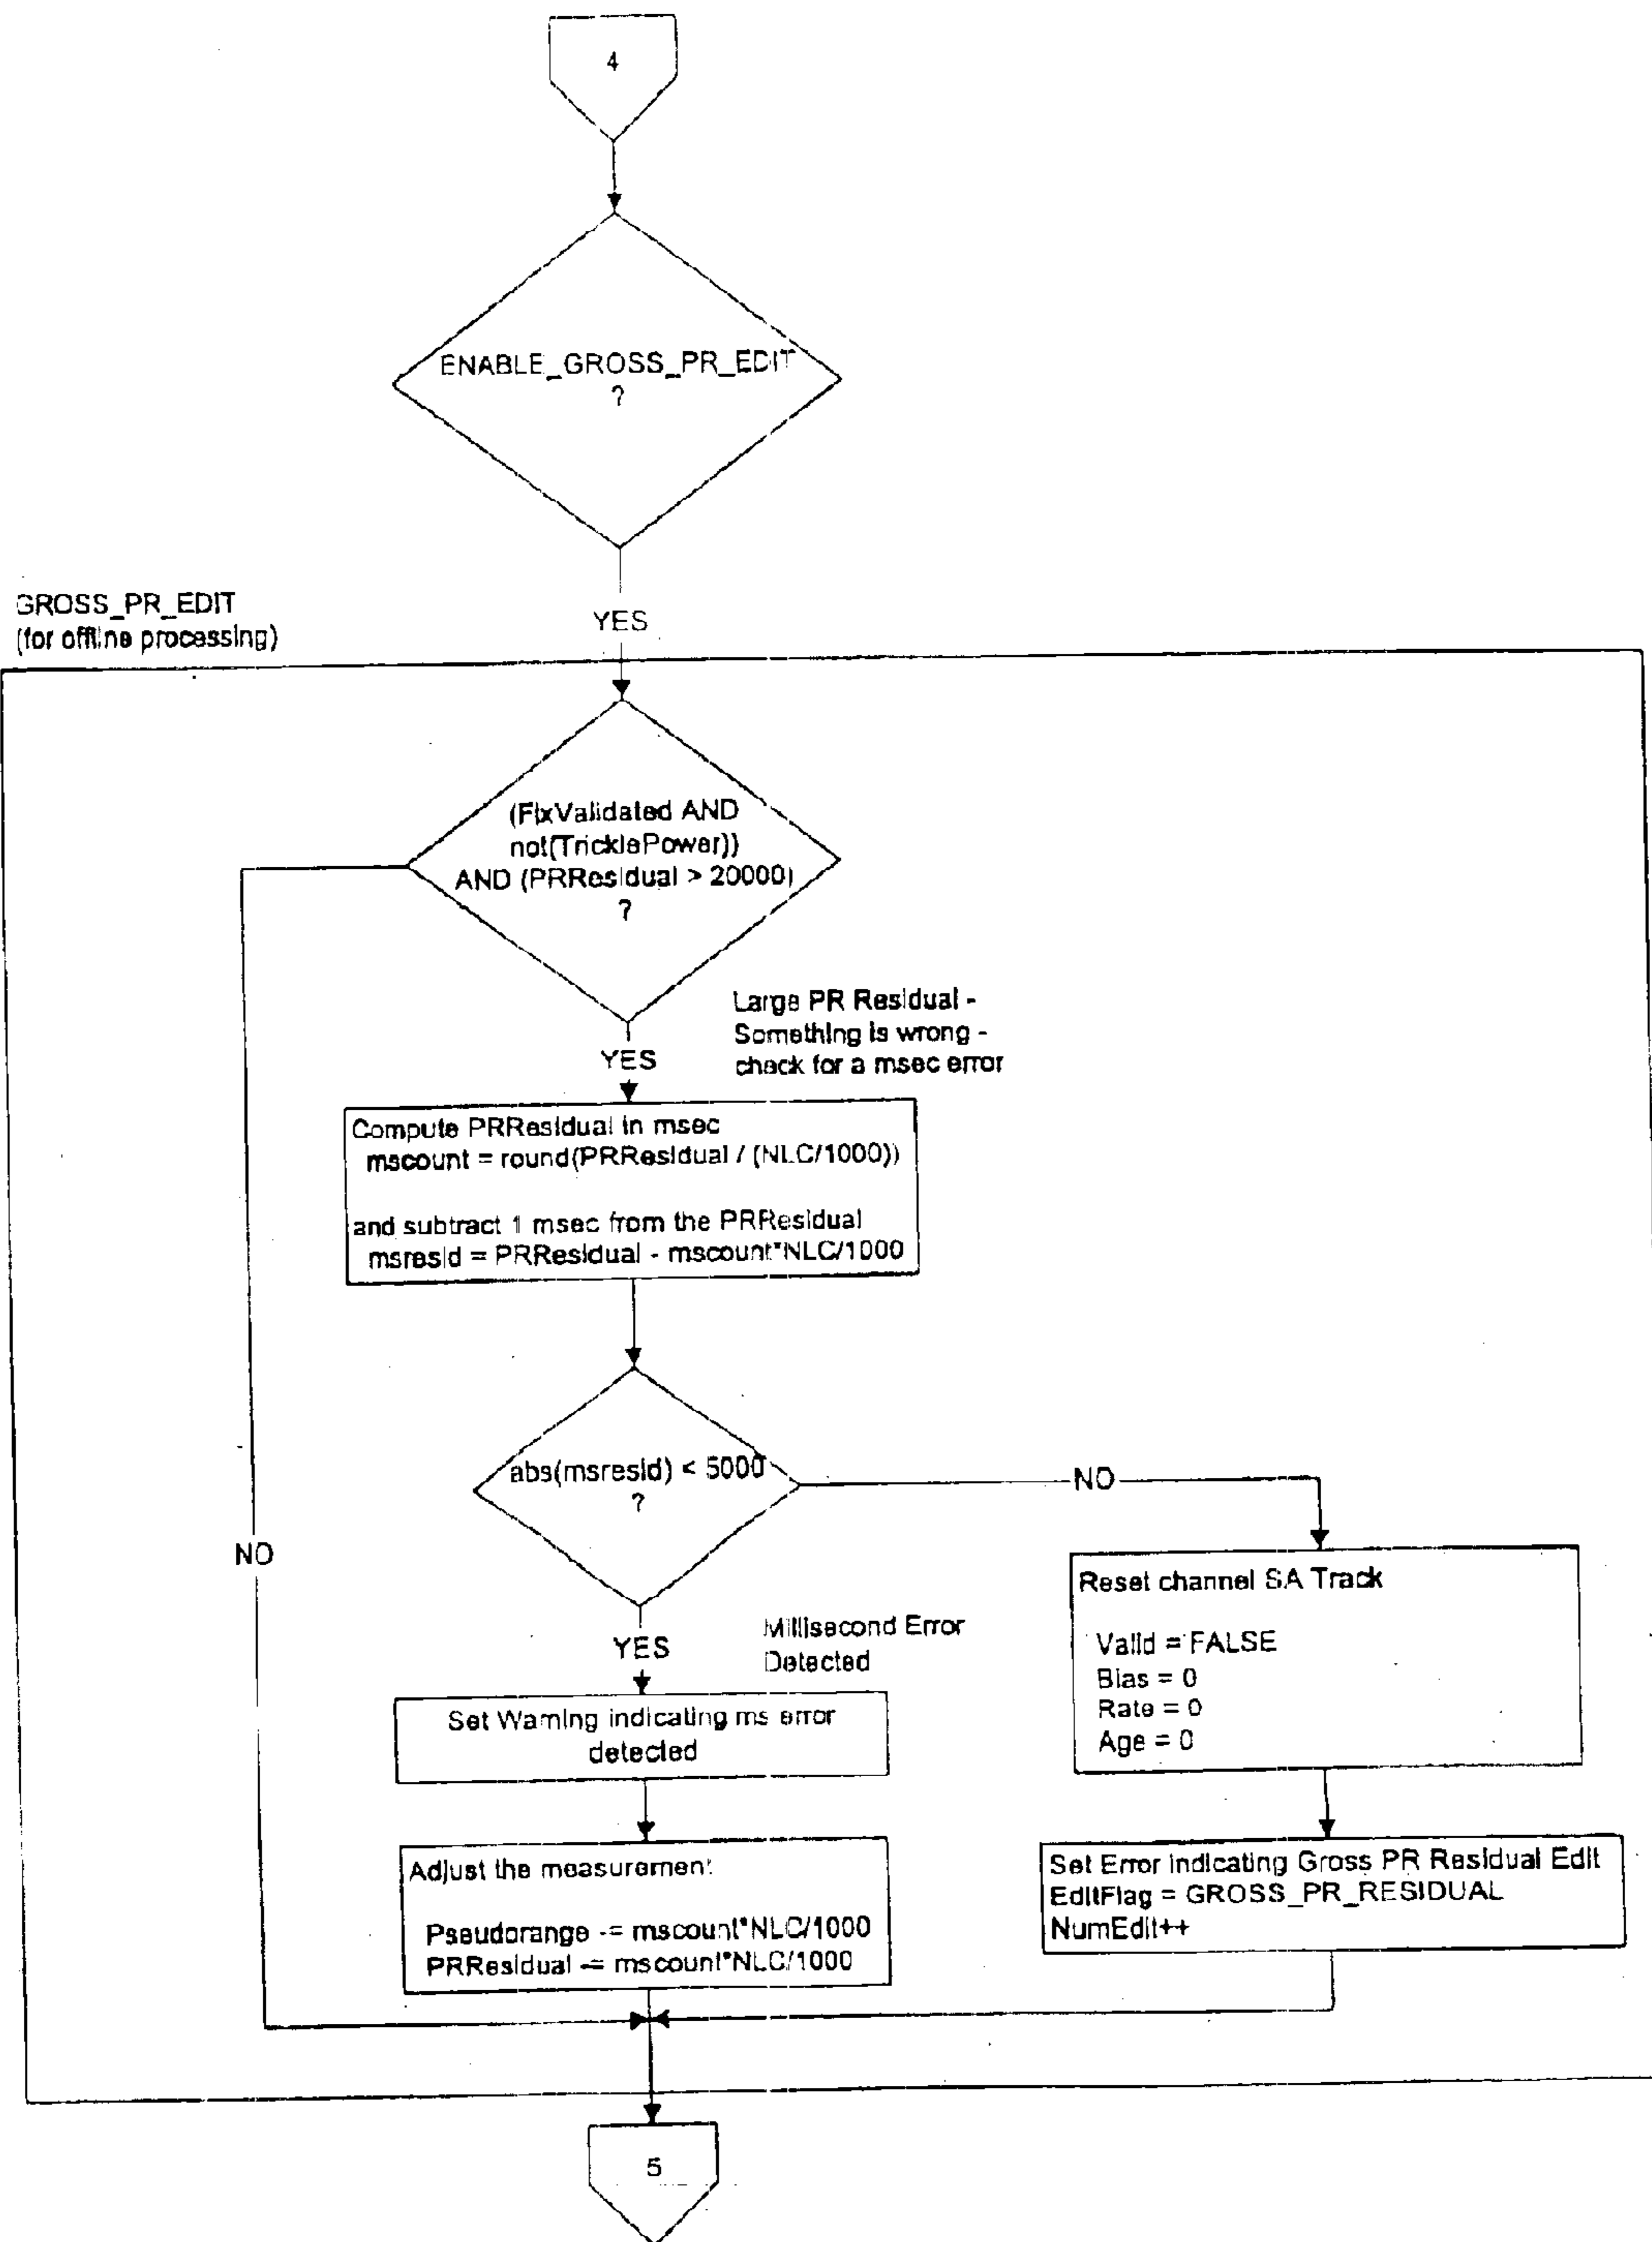 4
ENABLE_GROSS_PR_EDIT
?
GROSS_PR_EDIT
(for offline processing)
YES
(FixValidated AND
not(TricklePower))
AND (PRResidual > 20000)
?
Large PR Residual -
Something is wrong -
check for a msec error
YES
Compute PRResidual in msec
mscount = round(PRResidual / (NLC/1000))
and subtract 1 msec from the PRResidual
msresid = PRResidual - mscount*NLC/1000
abs(msresid) < 5000
?
NO
NO
YES
Millisecond Error
Detected
Reset channel SA Track
Valid = FALSE
Bias = 0
Rate = 0
Age = 0
Set Warning indicating ms error
detected
Adjust the measurement
Pseudorange -= mscount*NLC/1000
PRResidual -= mscount*NLC/1000
Set Error indicating Gross PR Residual Edit
EditFlag = GROSS_PR_RESIDUAL
NumEdit++
5